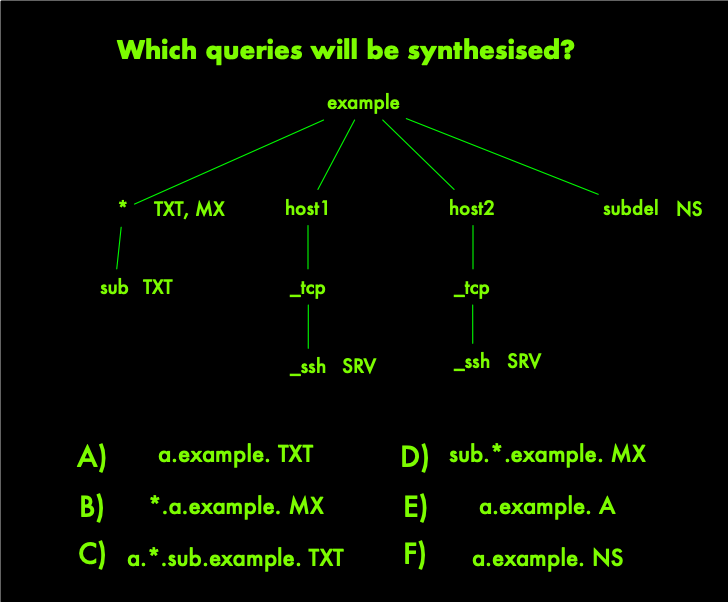 Which queries will be synthesised?
example
* TXT, MX
host1
host2
subdel NS
sub TXT
_tcp
_tcp
_ssh SRV
_ssh SRV
A) a.example. TXT
D) sub.*.example. MX
B) *.a.example. MX
E) a.example. A
C) a.*.sub.example. TXT
F) a.example. NS